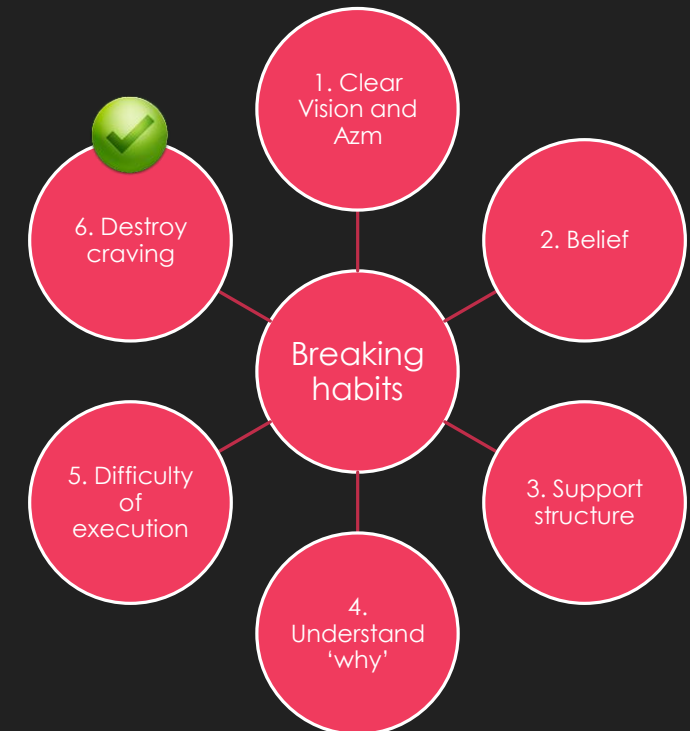 1. Clear
Vision and
Azm
2. Belief
3. Support
structure
4.
Understand
‘why’
5. Difficulty
of
execution
6. Destroy
craving
Breaking
habits